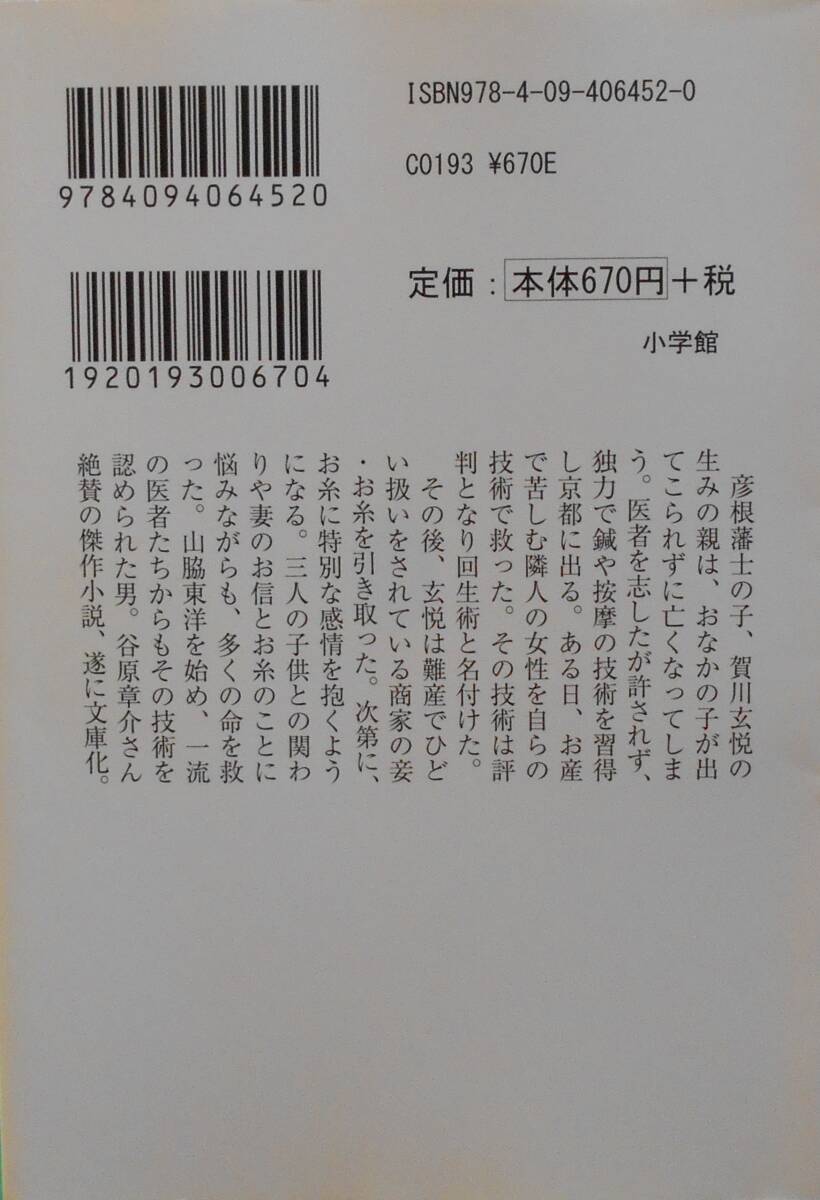 ISBN978-4-09-406452-0
C0193 ¥670E
9784094064520
定価：本体670円＋税
1920193006704
小学館
彦根藩士の子、賀川玄悦の
生みの親は、おなかの子が出
てこられずに亡くなってしま
う。医者を志したが許されず、
独力で鍼や按摩の技術を習得
し京都に出る。ある日、お産
で苦しむ隣人の女性を自らの
技術で救った。その技術は評
判となり回生術と名付けた。
その後、玄悦は難産でひど
い扱いをされている商家の妾
・お糸を引き取った。次第に、
お糸に特別な感情を抱くよう
になる。三人の子供との関わ
りや妻のお信とお糸のことに
悩みながらも、多くの命を救
った。山脇東洋を始め、一流
の医者たちからもその技術を
認められた男。谷原章介さん
絶賛の傑作小説、遂に文庫化。